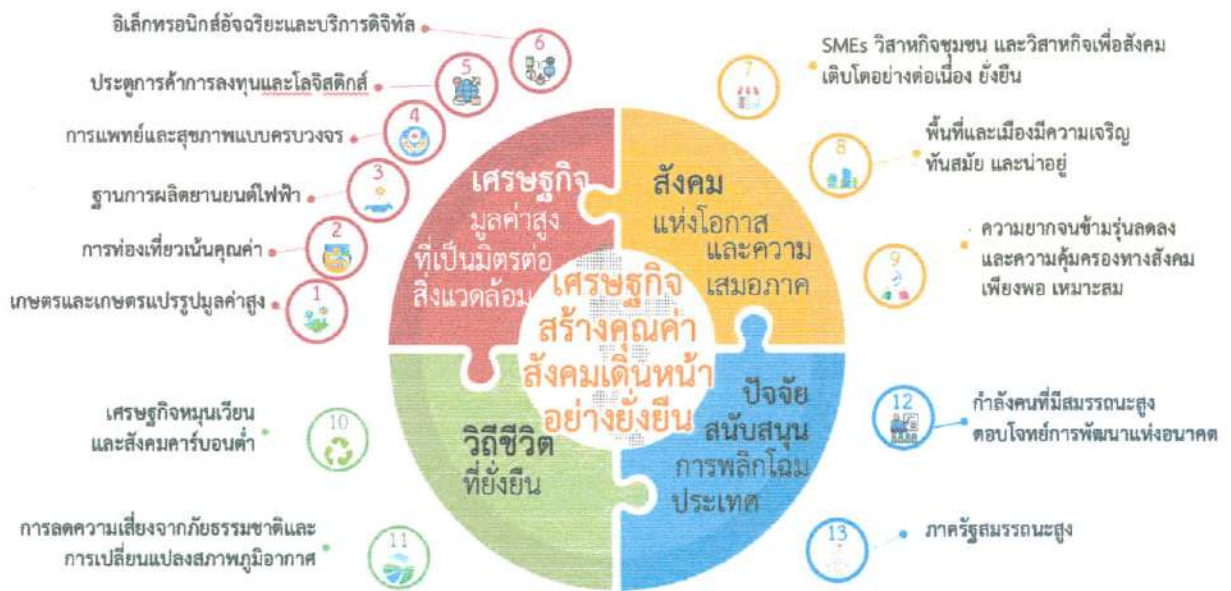 อิเล็กทรอนิกส์อัจฉริยะและบริการดิจิทัล
6
ประตูการค้าการลงทุนและโลจิสติกส์
5
การแพทย์และสุขภาพแบบครบวงจร
4
ฐานการผลิตยานยนต์ไฟฟ้า
3
การท่องเที่ยวเน้นคุณค่า
2
เกษตรและเกษตรแปรรูปมูลค่าสูง
1
เศรษฐกิจ
มูลค่าสูง
ที่เป็นมิตรต่อ
สิ่งแวดล้อม
สังคม
แห่งโอกาส
และความ
เสมอภาค
7
SMEs วิสาหกิจชุมชน และวิสาหกิจเพื่อสังคม
เติบโตอย่างต่อเนื่อง ยั่งยืน
8
พื้นที่และเมืองมีความเจริญ
ทันสมัย และน่าอยู่
9
ความยากจนข้ามรุ่นลดลง
และความคุ้มครองทางสังคม
เพียงพอ เหมาะสม
เศรษฐกิจ
สร้างคุณค่า
สังคมเดินหน้า
อย่างยั่งยืน
วิถีชีวิต
ที่ยั่งยืน
เศรษฐกิจหมุนเวียน
และสังคมคาร์บอนต่ำ
10
การลดความเสี่ยงจากภัยธรรมชาติและ
การเปลี่ยนแปลงสภาพภูมิอากาศ
11
ปัจจัย
สนับสนุน
การพลิกโฉม
ประเทศ
12
กำลังคนที่มีสมรรถนะสูง
ตอบโจทย์การพัฒนาแห่งอนาคต
13
ภาครัฐสมรรถนะสูง